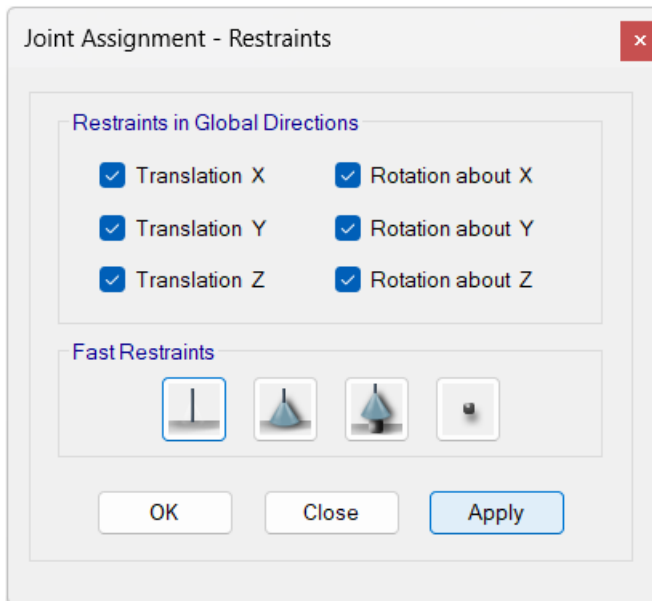 Joint Assignment - Restraints
Restraints in Global Directions
Translation X
Rotation about X
Translation Y
Rotation about Y
Translation Z
Rotation about Z
Fast Restraints
OK
Close
Apply